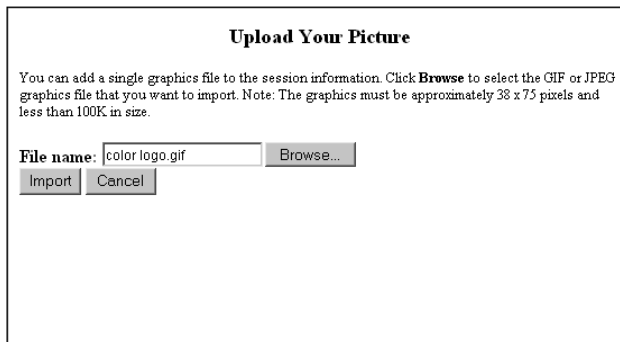 Upload Your Picture
You can add a single graphics file to the session information. Click Browse to select the GIF or JPEG
graphics file that you want to import. Note: The graphics must be approximately 38 x 75 pixels and
less than 100K in size.
File name: color logo.gif Browse...
Import Cancel